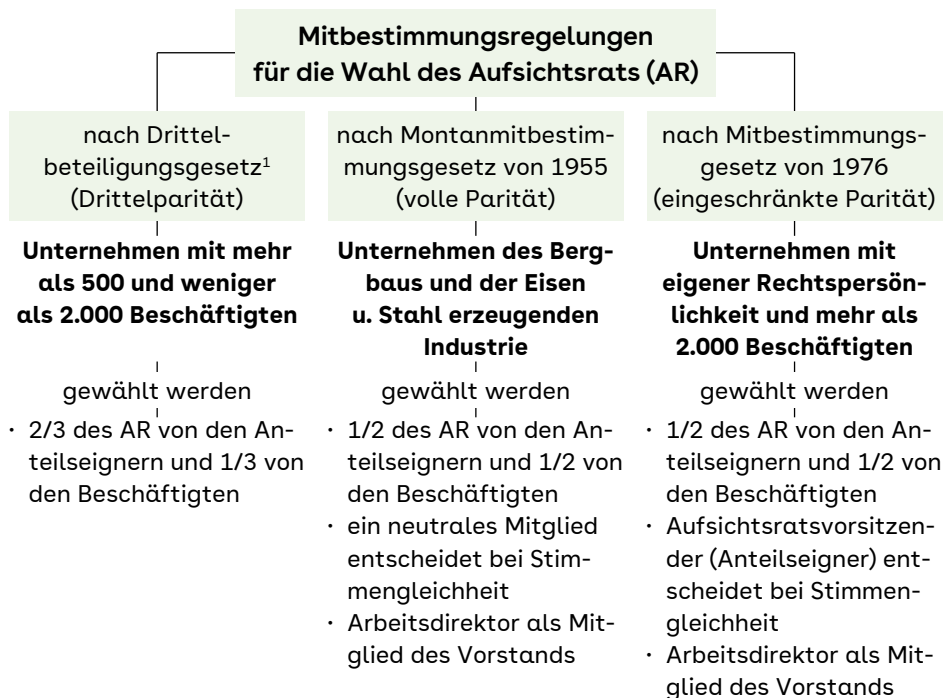 Mitbestimmungsregelungen
für die Wahl des Aufsichtsrats (AR)
nach Drittel-
beteiligungsgesetz¹
(Drittelparität)
Unternehmen mit mehr
als 500 und weniger
als 2.000 Beschäftigten
gewählt werden
· 2/3 des AR von den An-
teilseignern und 1/3 von
den Beschäftigten
nach Montanmitbestim-
mungsgesetz von 1955
(volle Parität)
Unternehmen des Berg-
baus und der Eisen
u. Stahl erzeugenden
Industrie
gewählt werden
· 1/2 des AR von den An-
teilseignern und 1/2 von
den Beschäftigten
· ein neutrales Mitglied
entscheidet bei Stim-
mengleichheit
· Arbeitsdirektor als Mit-
glied des Vorstands
nach Mitbestimmungs-
gesetz von 1976
(eingeschränkte Parität)
Unternehmen mit
eigener Rechtspersön-
lichkeit und mehr als
2.000 Beschäftigten
gewählt werden
· 1/2 des AR von den An-
teilseignern und 1/2 von
den Beschäftigten
· Aufsichtsratsvorsitzen-
der (Anteilseigner) ent-
scheidet bei Stimmen-
gleichheit
· Arbeitsdirektor als Mit-
glied des Vorstands